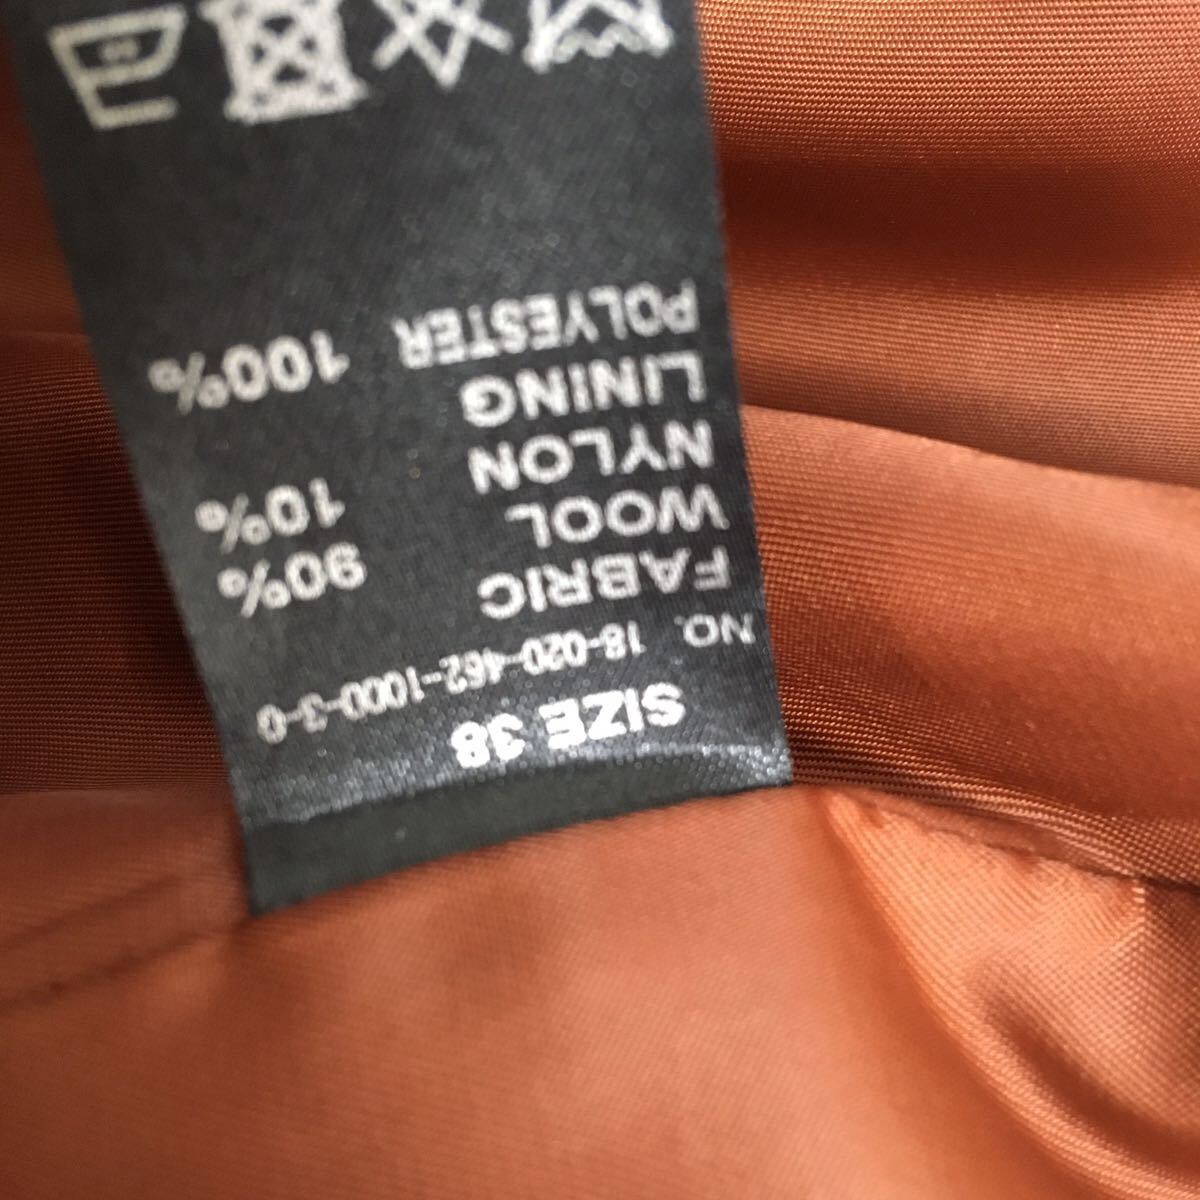 SIZE 38
NO. 18-020-462-1000-3-0
FABRIC
WOOL 90%
NYLON 10%
LINING
POLYESTER 100%